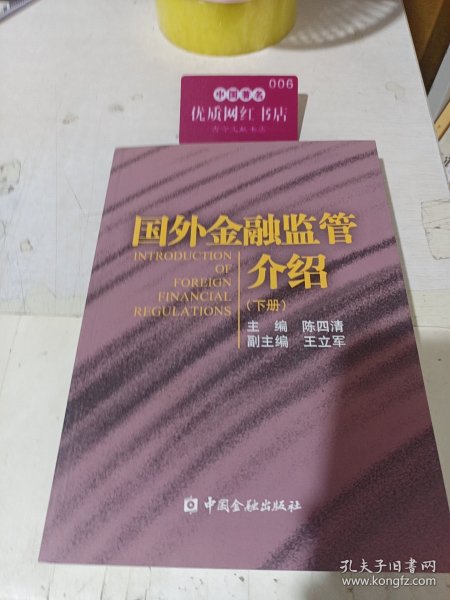 006
中国著名
优质网红书店
国外金融监管
介绍
INTRODUCTION
OF
FOREIGN
FINANCIAL
REGULATIONS
(下册)
主 编 陈四清
副主编 王立军
中国金融出版社
孔夫子旧书网
www.kongfz.com